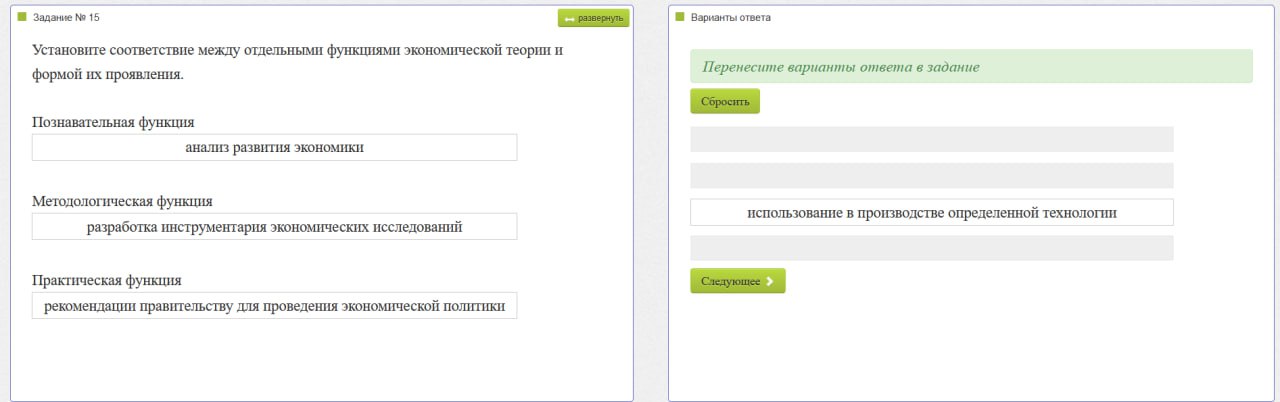 Задание № 15
развернуть
Установите соответствие между отдельными функциями экономической теории и
формой их проявления.
Познавательная функция
анализ развития экономики
Методологическая функция
разработка инструментария экономических исследований
Практическая функция
рекомендации правительству для проведения экономической политики
Варианты ответа
Перенесите варианты ответа в задание
Сбросить
использование в производстве определенной технологии
Следующее